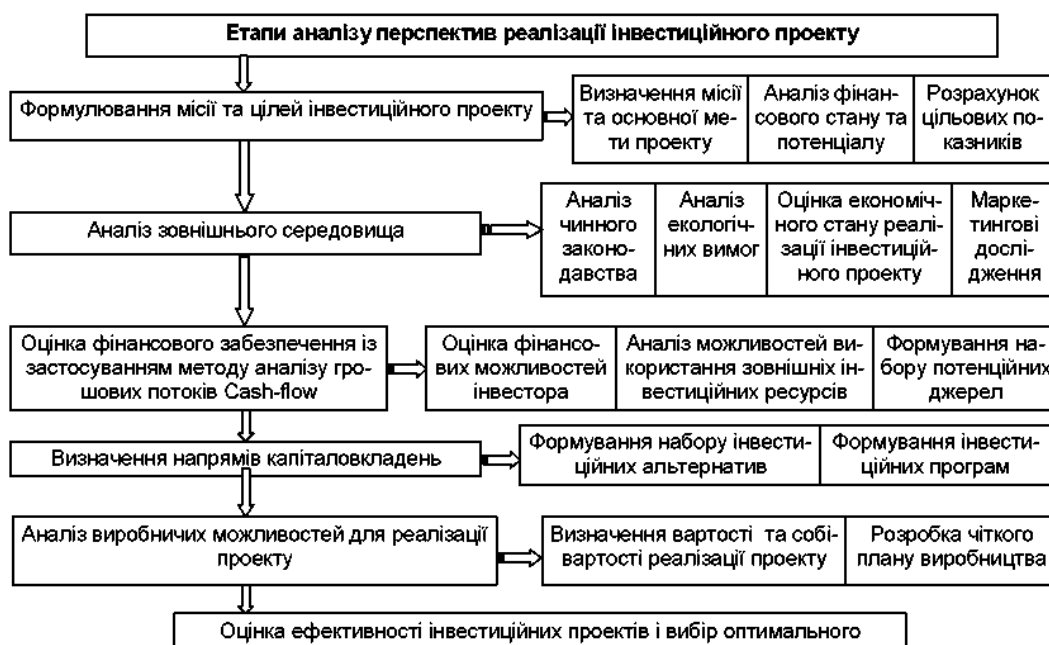 Етапи аналізу перспектив реалізації інвестиційного проекту
Формулювання місії та цілей інвестиційного проекту
Визначення місії
та основної ме-
ти проекту
Аналіз фінан-
сового стану та
потенціалу
Розрахунок
цільових по-
казників
Аналіз зовнішнього середовища
Аналіз
чинного
законо-
давства
Аналіз
екологіч-
них вимог
Оцінка економіч-
ного стану реалі-
зації інвестицій-
ного проекту
Марке-
тингові
дослі-
дження
Оцінка фінансового забезпечення із
застосуванням методу аналізу гро-
шових потоків Cash-flow
Оцінка фінансо-
вих можливостей
інвестора
Аналіз можливостей ви-
користання зовнішніх ін-
вестиційних ресурсів
Формування на-
бору потенційних
джерел
Визначення напрямів капіталовкладень
Формування набору інвести-
ційних альтернатив
Формування інвести-
ційних програм
Аналіз виробничих можливостей для реалізації
проекту
Визначення вартості та собі-
вартості реалізації проекту
Розробка чіткого
плану виробництва
Оцінка ефективності інвестиційних проектів і вибір оптимального